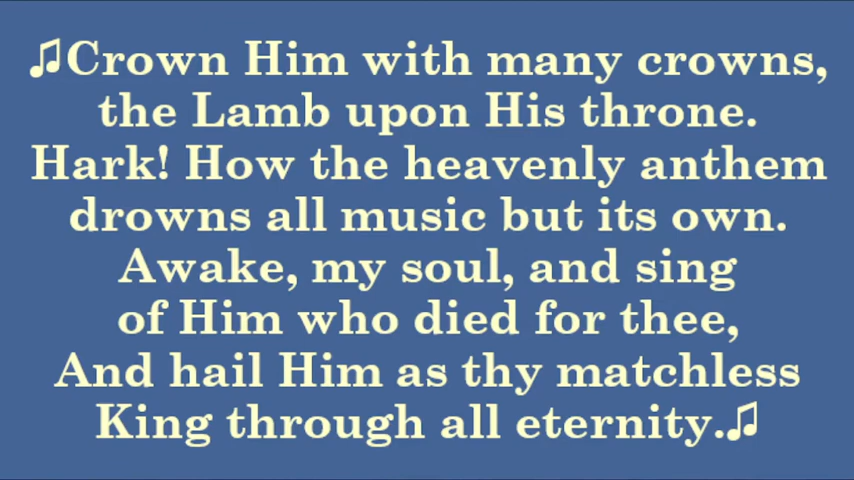 ♫Crown Him with many crowns,
the Lamb upon His throne.
Hark! How the heavenly anthem
drowns all music but its own.
Awake, my soul, and sing
of Him who died for thee,
And hail Him as thy matchless
King through all eternity.♫